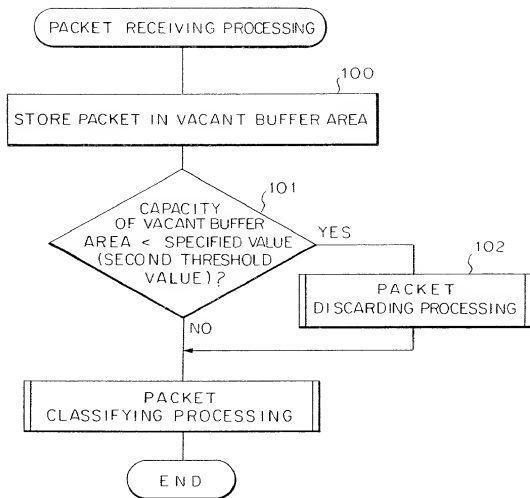 PACKET RECEIVING PROCESSING
100
STORE PACKET IN VACANT BUFFER AREA
101
CAPACITY
OF VACANT BUFFER
AREA < SPECIFIED VALUE
(SECOND THRESHOLD
VALUE)?
YES
102
PACKET
DISCARDING PROCESSING
NO
PACKET
CLASSIFYING PROCESSING
END